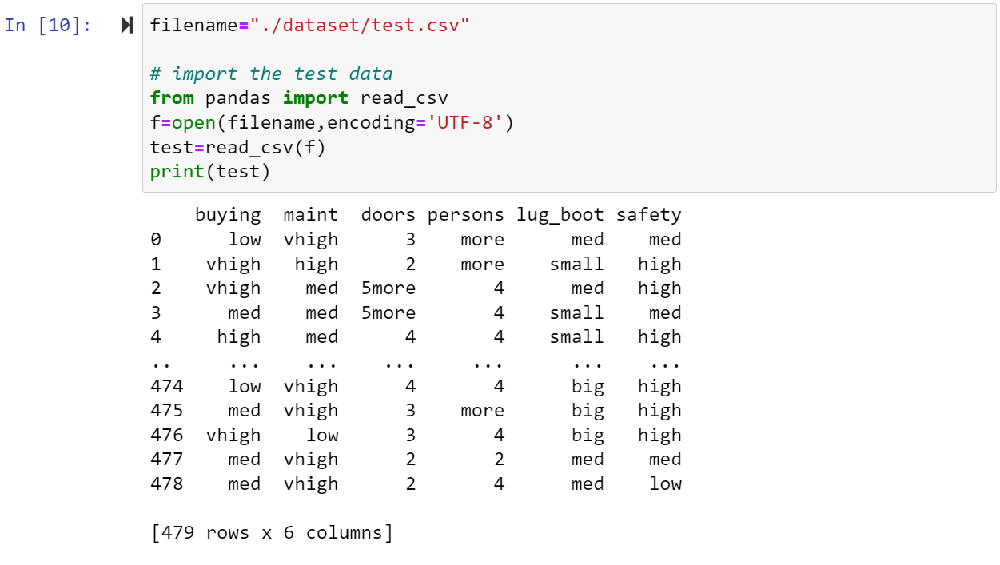 In [10]:
filename="./dataset/test.csv"
# import the test data
from pandas import read_csv
f=open(filename,encoding='UTF-8')
test=read_csv(f)
print(test)
buying maint doors persons lug_boot safety
0 low vhigh 3 more med med
1 vhigh high 2 more small high
2 vhigh med 5more 4 med high
3 med med 5more 4 small med
4 high med 4 4 small high
.. ... ... ... ... ... ...
474 low vhigh 4 4 big high
475 med vhigh 3 more big high
476 vhigh low 3 4 big high
477 med vhigh 2 2 med med
478 med vhigh 2 4 med low
[479 rows x 6 columns]